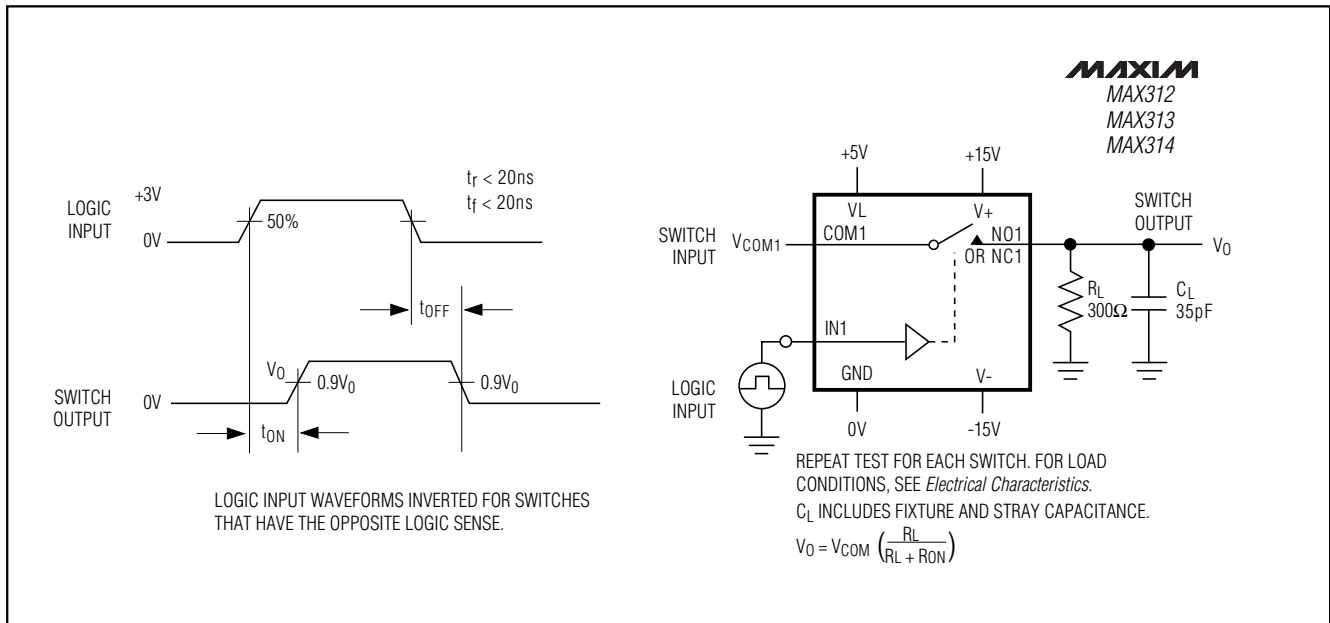 MAXIM
MAX312
MAX313
MAX314
LOGIC
INPUT
+3V
0V
50%
tr < 20ns
tf < 20ns
tOFF
SWITCH
OUTPUT
VO
0V
0.9V0
0.9V0
tON
LOGIC INPUT WAVEFORMS INVERTED FOR SWITCHES
THAT HAVE THE OPPOSITE LOGIC SENSE.
+5V
+15V
VL
V+
SWITCH
INPUT
VCOM1
COM1
NO1
OR NC1
SWITCH
OUTPUT
VO
RL
300Ω
CL
35pF
IN1
LOGIC
INPUT
GND
V-
0V
-15V
REPEAT TEST FOR EACH SWITCH. FOR LOAD
CONDITIONS, SEE Electrical Characteristics.
CL INCLUDES FIXTURE AND STRAY CAPACITANCE.
VO = VCOM (RL / RL + RON)